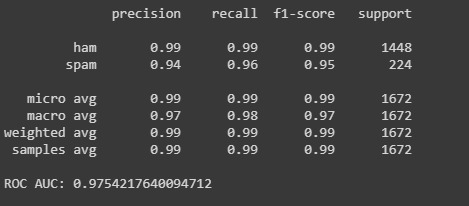 precision recall f1-score support
ham 0.99 0.99 0.99 1448
spam 0.94 0.96 0.95 224
micro avg 0.99 0.99 0.99 1672
macro avg 0.97 0.98 0.97 1672
weighted avg 0.99 0.99 0.99 1672
samples avg 0.99 0.99 0.99 1672
ROC AUC: 0.9754217640094712